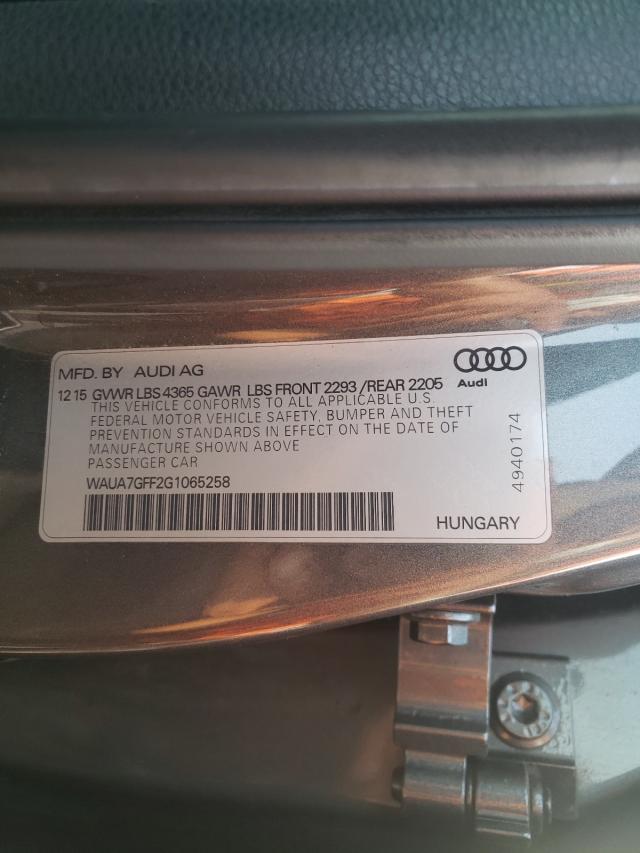 MFD. BY AUDI AG
12 15 GVWR LBS 4365 GAWR LBS FRONT 2293 /REAR 2205
Audi
THIS VEHICLE CONFORMS TO ALL APPLICABLE U.S.
FEDERAL MOTOR VEHICLE SAFETY, BUMPER AND THEFT
PREVENTION STANDARDS IN EFFECT ON THE DATE OF
MANUFACTURE SHOWN ABOVE
PASSENGER CAR
4940174
WAUA7GFF2G1065258
HUNGARY